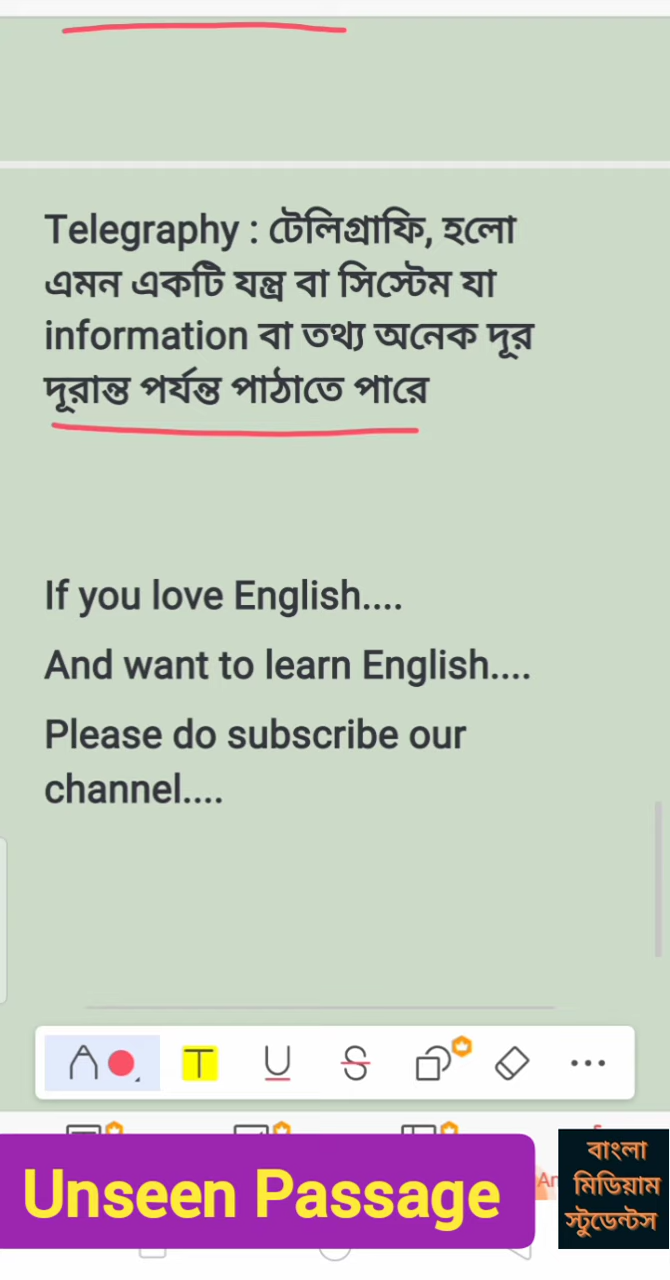 Telegraphy : টেলিগ্রাফি, হলো
এমন একটি যন্ত্র বা সিস্টেম যা
information বা তথ্য অনেক দূর
দূরান্ত পর্যন্ত পাঠাতে পারে
If you love English....
And want to learn English....
Please do subscribe our
channel....
Unseen Passage
বাংলা
মিডিয়াম
স্টুডেন্টস